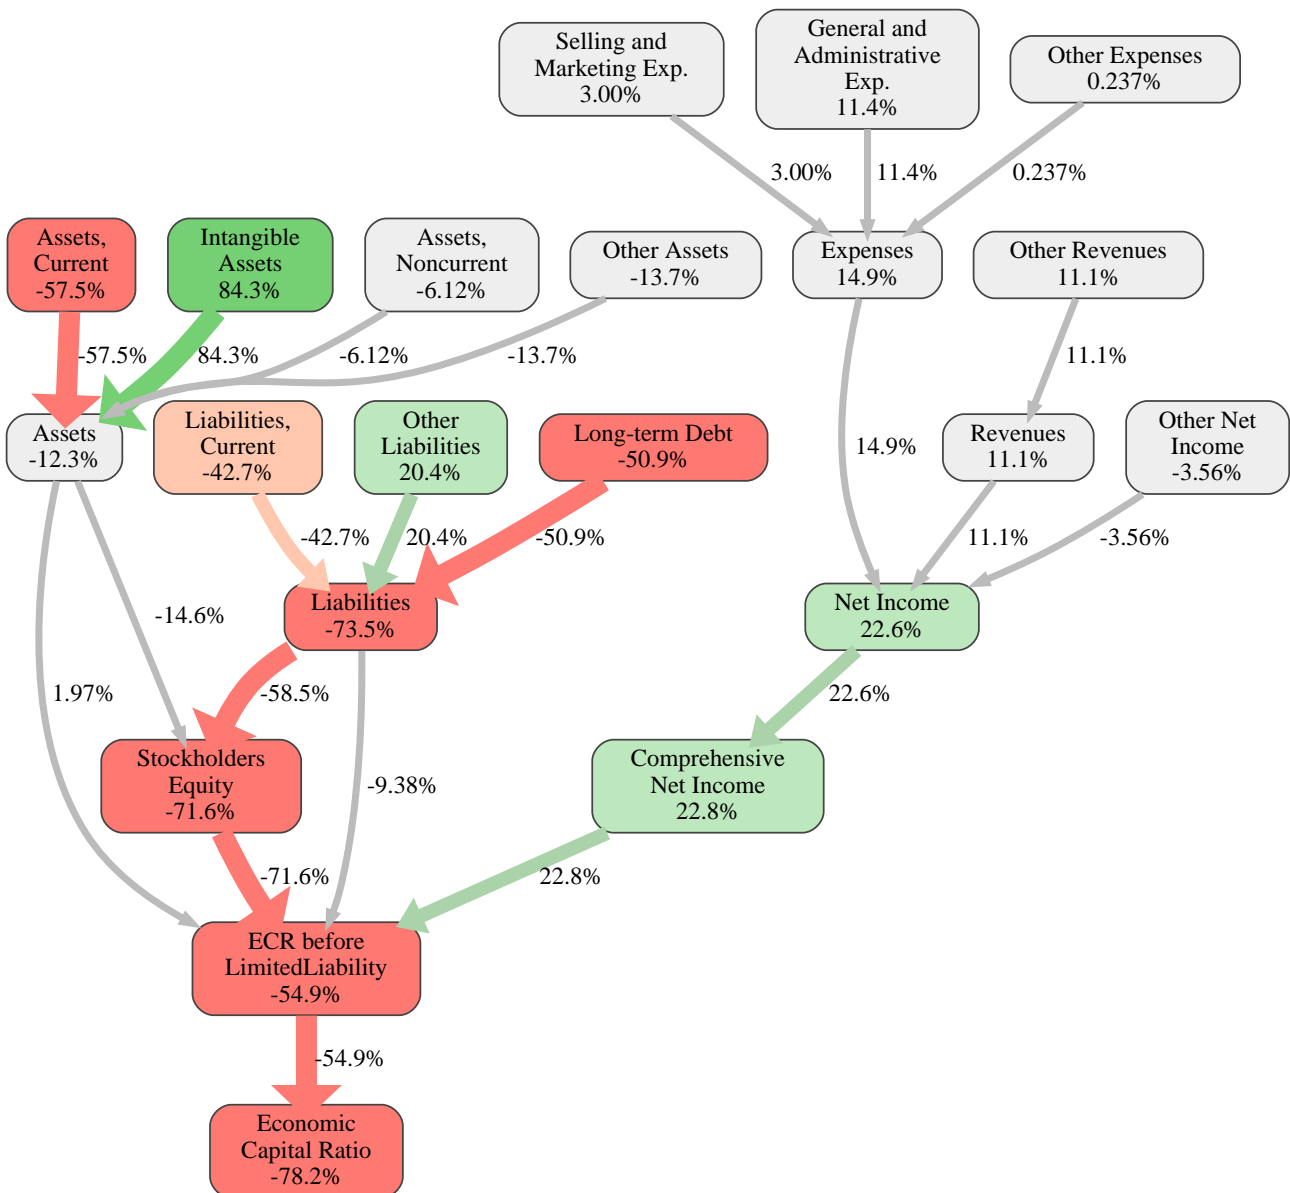 Selling and
Marketing Exp.
3.00%
General and
Administrative
Exp.
11.4%
Other Expenses
0.237%
3.00%
11.4%
0.237%
Assets,
Current
-57.5%
Intangible
Assets
84.3%
Assets,
Noncurrent
-6.12%
Other Assets
-13.7%
Expenses
14.9%
Other Revenues
11.1%
-57.5%
84.3%
-6.12%
-13.7%
11.1%
Assets
-12.3%
Liabilities,
Current
-42.7%
Other
Liabilities
20.4%
Long-term Debt
-50.9%
14.9%
Revenues
11.1%
Other Net
Income
-3.56%
-42.7%
20.4%
-50.9%
11.1%
-3.56%
Liabilities
-73.5%
Net Income
22.6%
-14.6%
1.97%
-58.5%
22.6%
Stockholders
Equity
-71.6%
-9.38%
Comprehensive
Net Income
22.8%
-71.6%
22.8%
ECR before
LimitedLiability
-54.9%
-54.9%
Economic
Capital Ratio
-78.2%